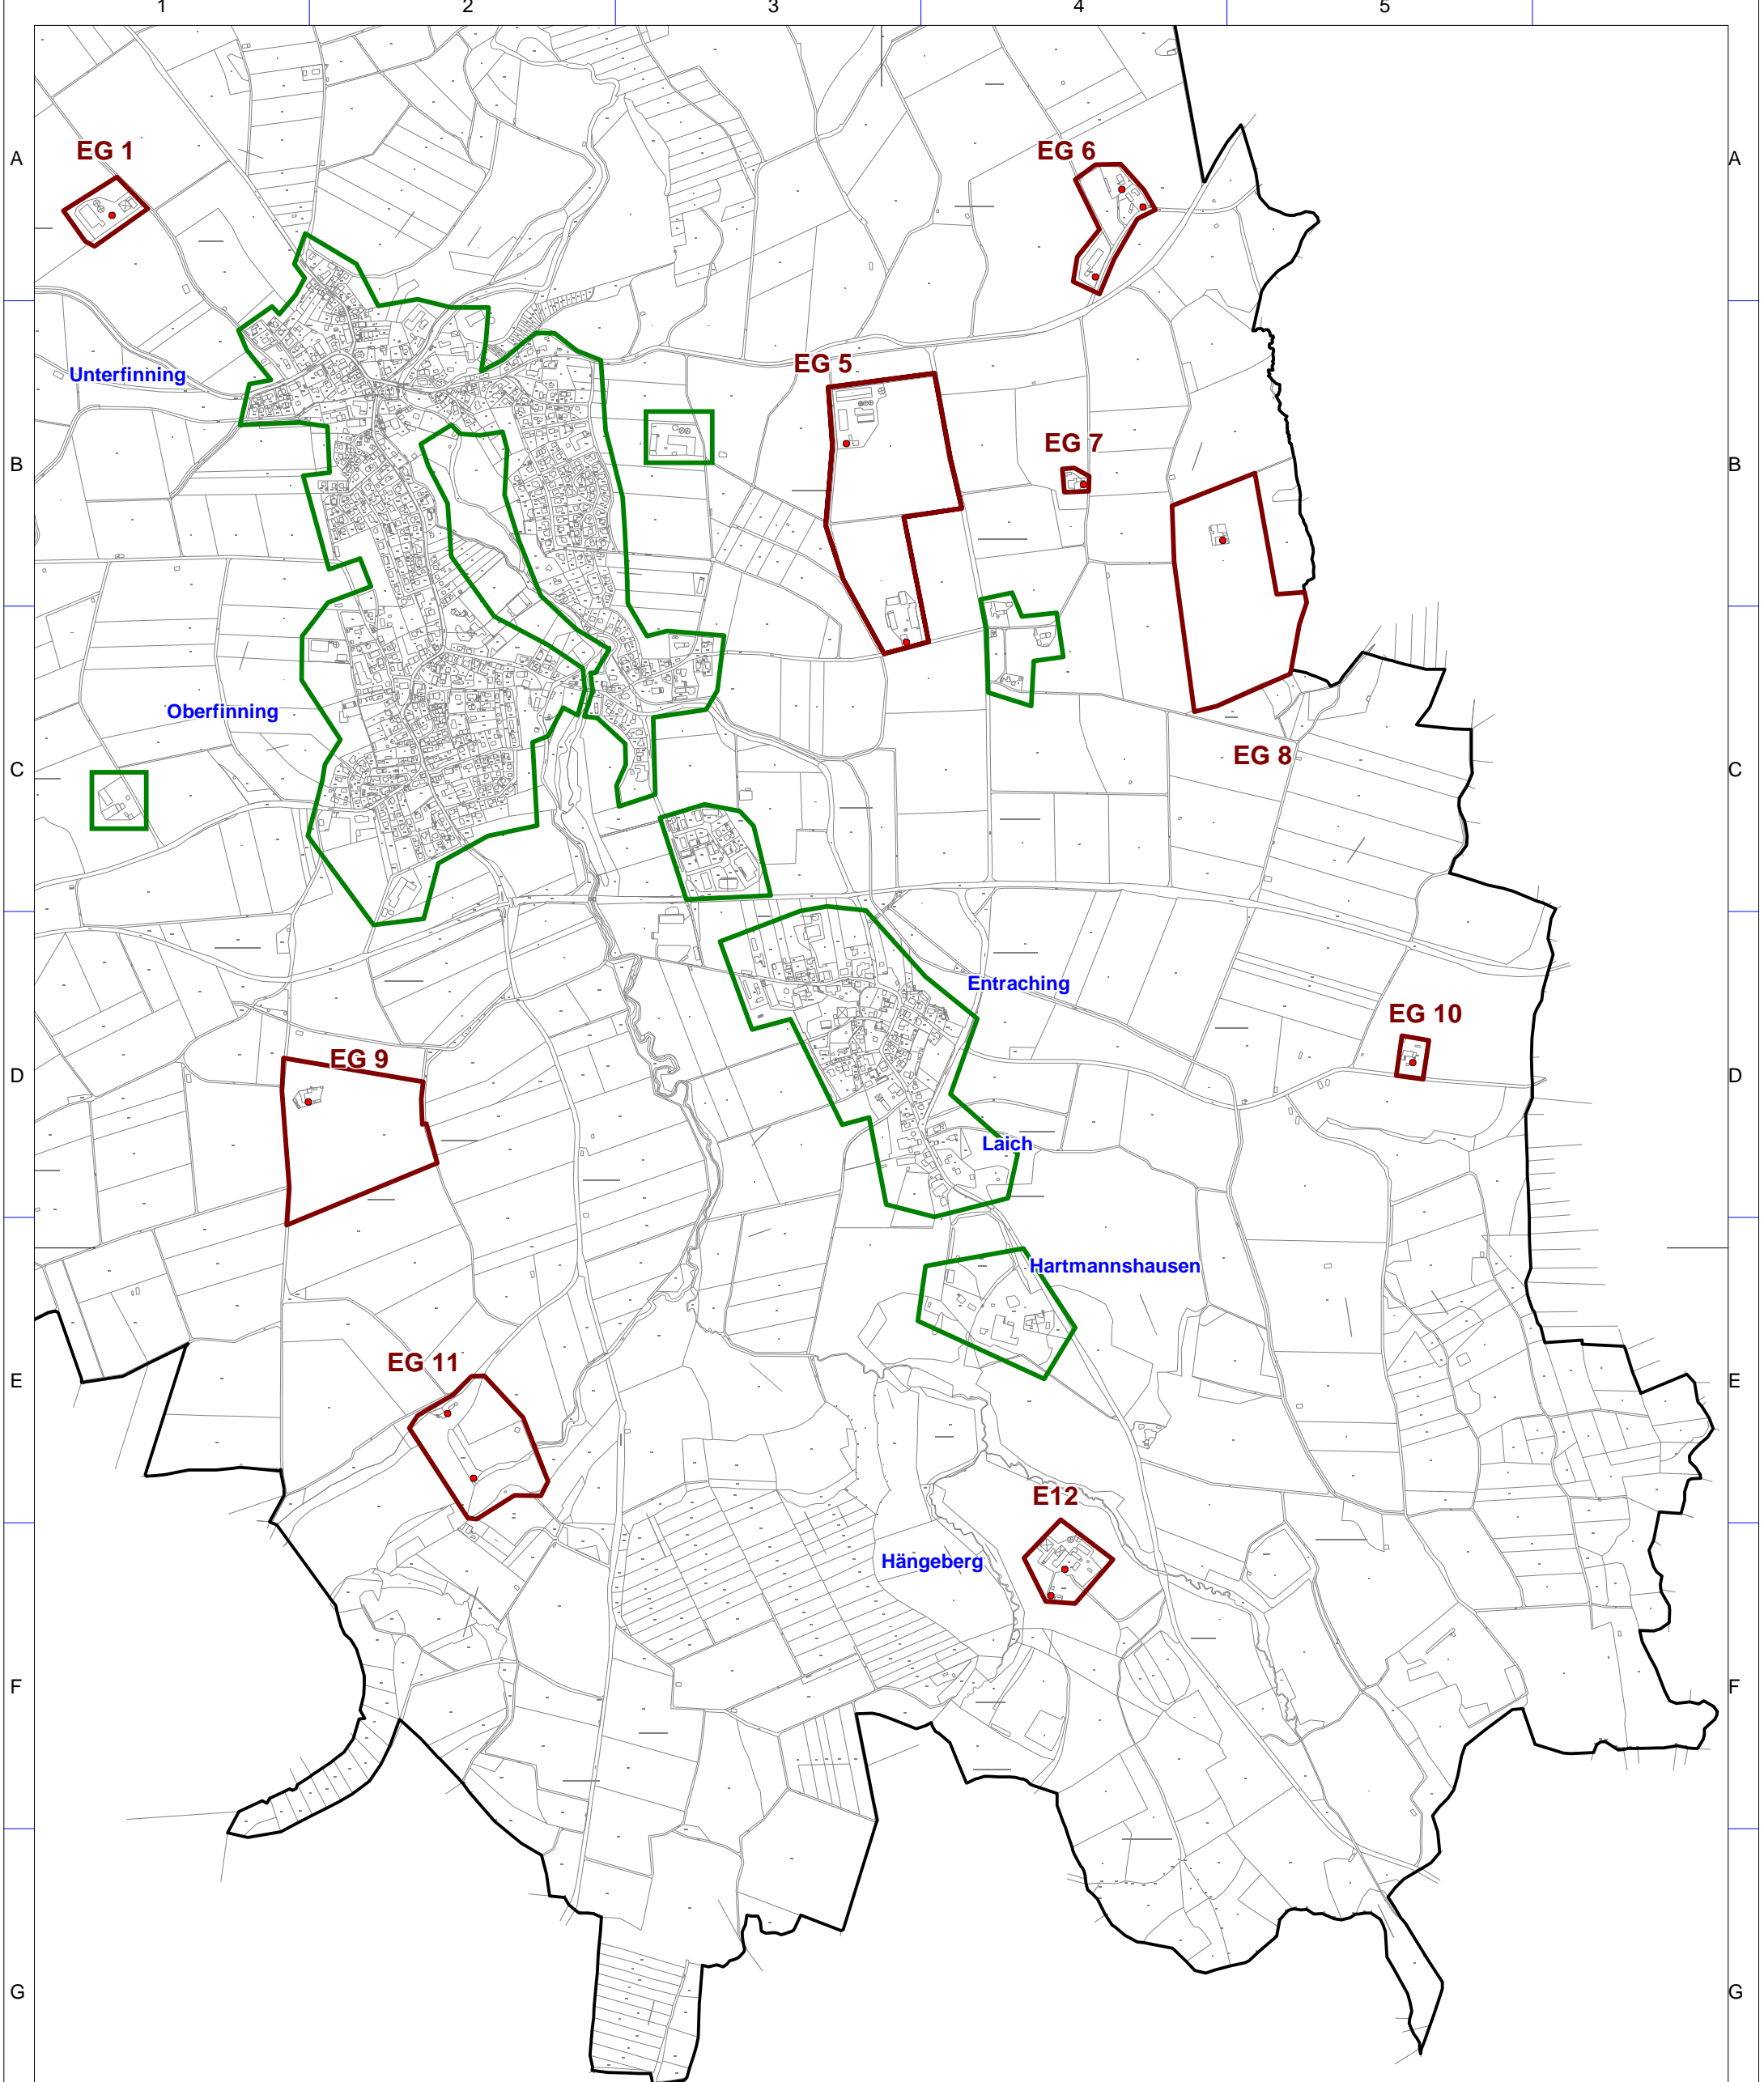 1 2 3 4 5
A A
EG 1
EG 6
EG 5
Unterfinning
EG 7
B B
Oberfinning
EG 8
C C
Entraching
EG 10
EG 9
D D
Laich
Hartmannshausen
EG 11
E E
E12
Hängeberg
F F
G G